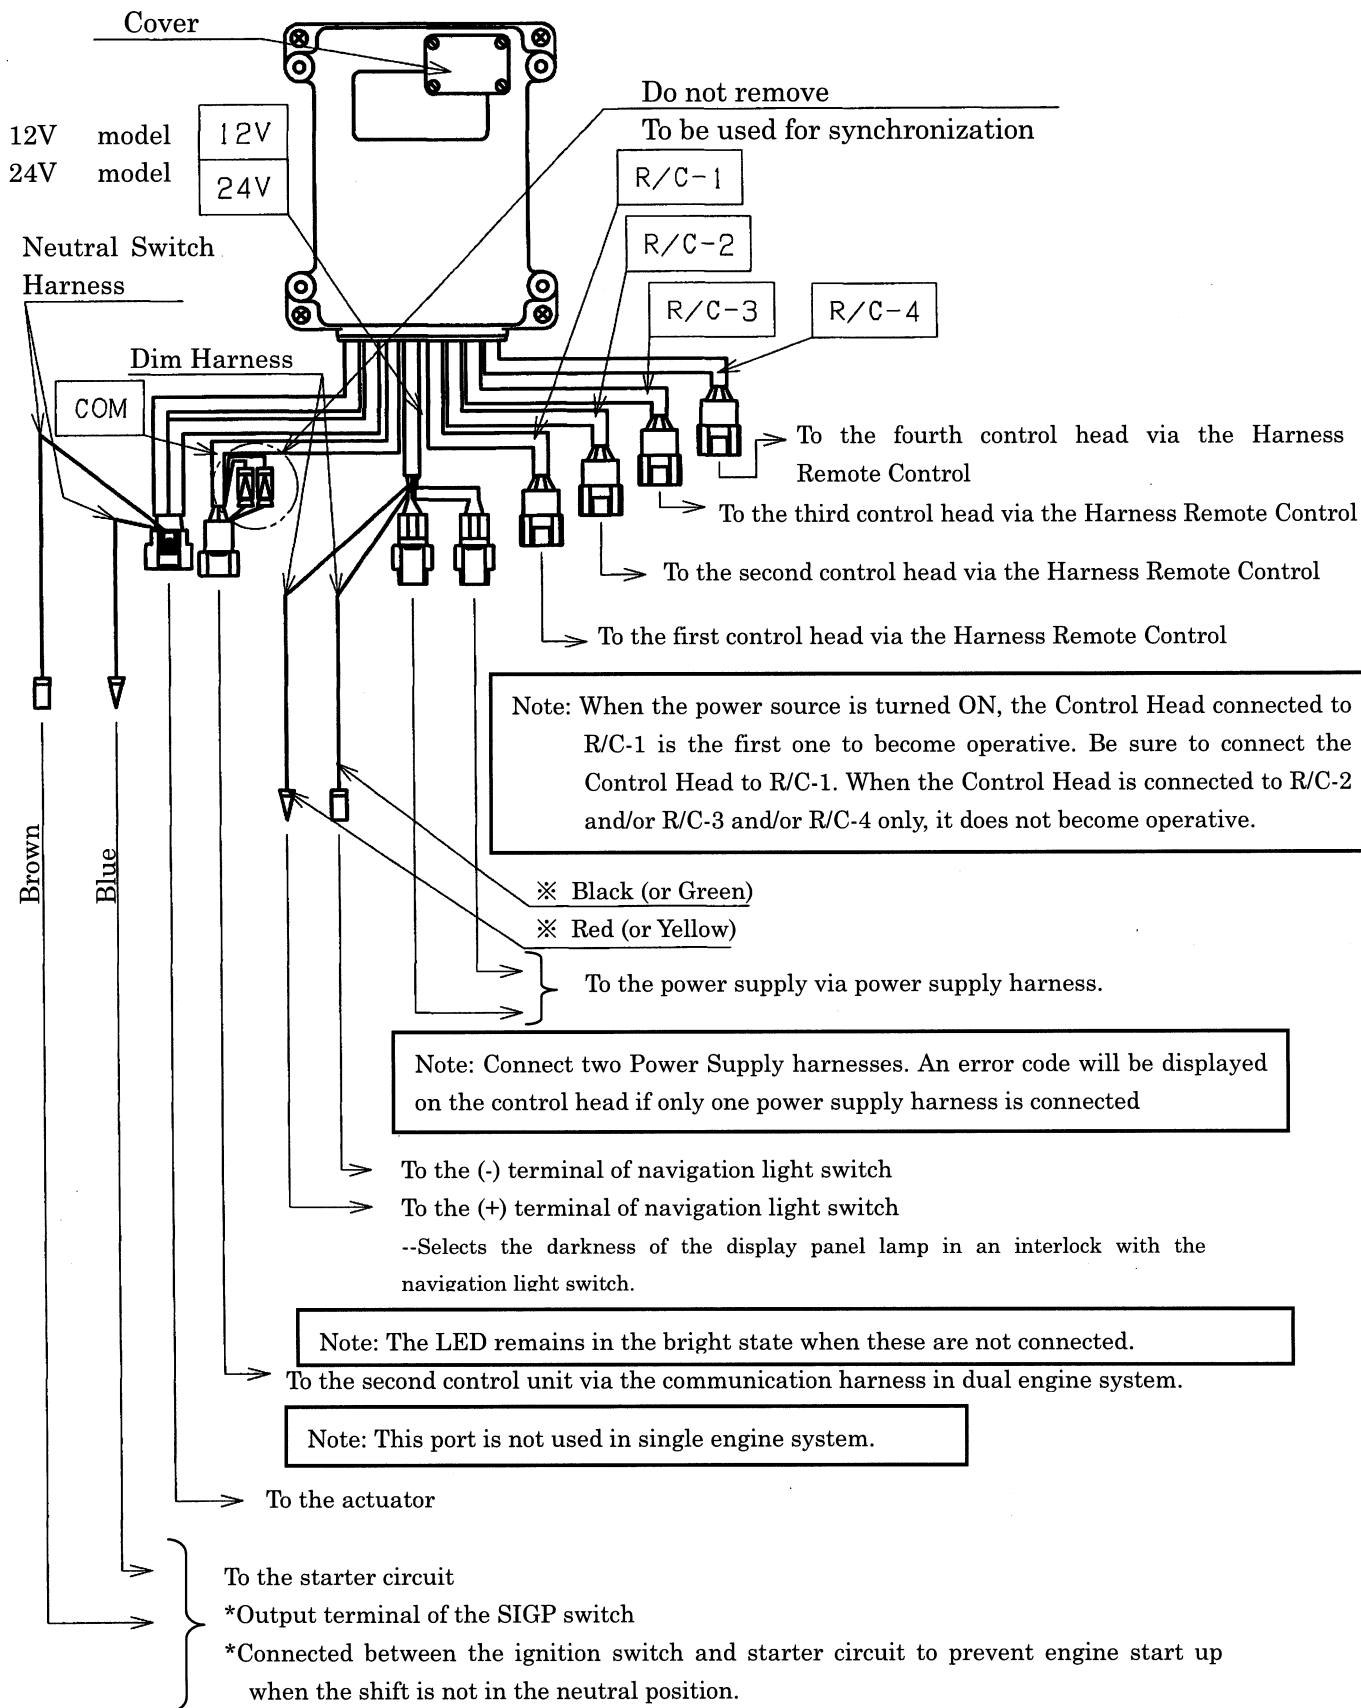 Cover
Do not remove
To be used for synchronization
12V model 12V
24V model 24V
R/C-1
R/C-2
R/C-3
R/C-4
Neutral Switch
Harness
Dim Harness
COM
To the fourth control head via the Harness
Remote Control
To the third control head via the Harness Remote Control
To the second control head via the Harness Remote Control
To the first control head via the Harness Remote Control
Note: When the power source is turned ON, the Control Head connected to
R/C-1 is the first one to become operative. Be sure to connect the
Control Head to R/C-1. When the Control Head is connected to R/C-2
and/or R/C-3 and/or R/C-4 only, it does not become operative.
Brown
Blue
※ Black (or Green)
※ Red (or Yellow)
To the power supply via power supply harness.
Note: Connect two Power Supply harnesses. An error code will be displayed
on the control head if only one power supply harness is connected
To the (-) terminal of navigation light switch
To the (+) terminal of navigation light switch
--Selects the darkness of the display panel lamp in an interlock with the
navigation light switch.
Note: The LED remains in the bright state when these are not connected.
To the second control unit via the communication harness in dual engine system.
Note: This port is not used in single engine system.
To the actuator
To the starter circuit
*Output terminal of the SIGP switch
*Connected between the ignition switch and starter circuit to prevent engine start up
when the shift is not in the neutral position.